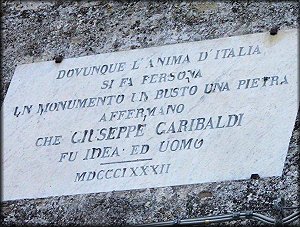 DOVUNQUE L'ANIMA D'ITALIA
SI FA PERSONA
UN MONUMENTO UN BUSTO UNA PIETRA
AFFERMANO
CHE GIUSEPPE GARIBALDI
FU IDEA ED UOMO
MDCCCLXXXII